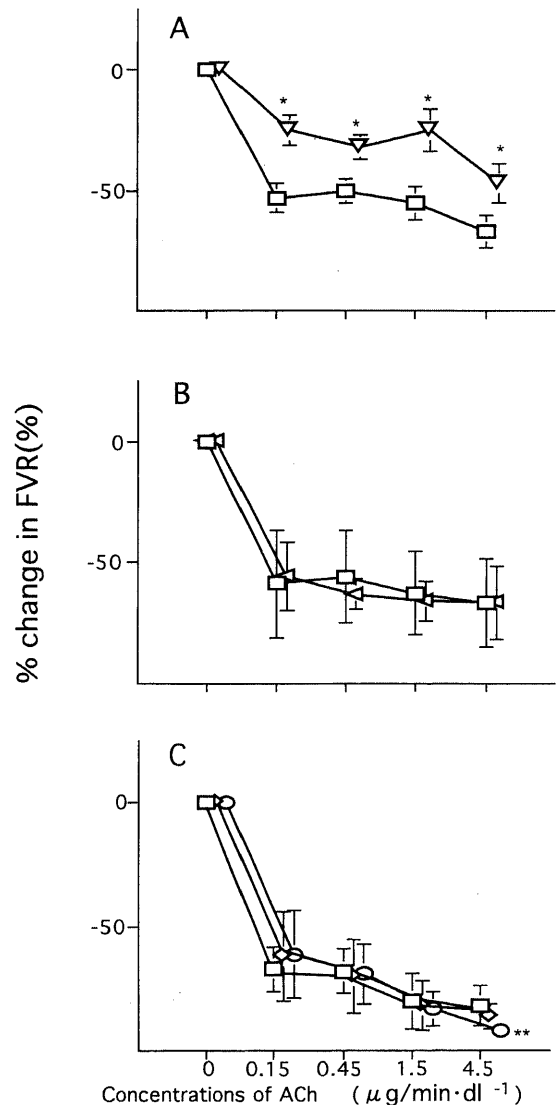 A
0
-50
*
*
*
*
B
0
-50
% change in FVR(%)
C
0
-50
**
0 0.15 0.45 1.5 4.5
Concentrations of ACh (μg/min·dl -1)